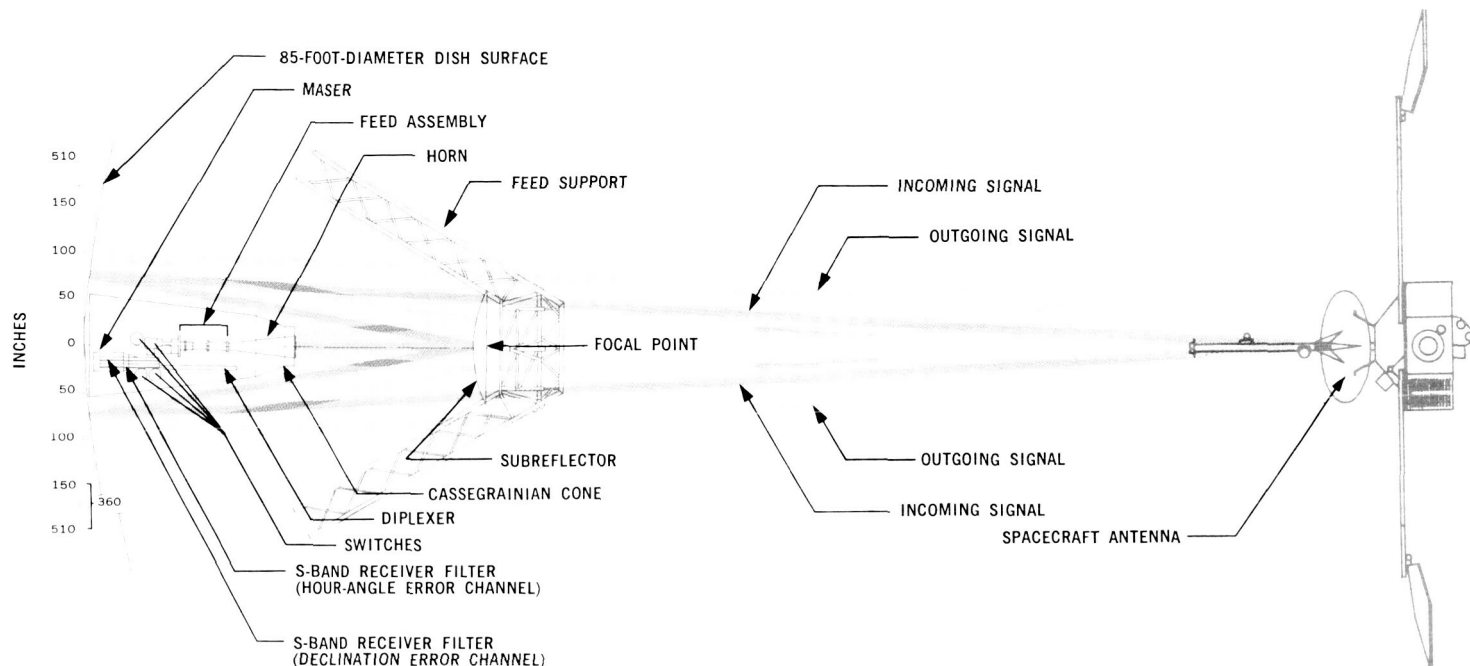 85-FOOT-DIAMETER DISH SURFACE
MASER
FEED ASSEMBLY
HORN
FEED SUPPORT
INCOMING SIGNAL
OUTGOING SIGNAL
510
150
100
50
0
50
100
150
360
510
INCHES
FOCAL POINT
SUBREFLECTOR
CASSEGRAINIAN CONE
DIPLEXER
SWITCHES
S-BAND RECEIVER FILTER
(HOUR-ANGLE ERROR CHANNEL)
S-BAND RECEIVER FILTER
(DECLINATION ERROR CHANNEL)
OUTGOING SIGNAL
INCOMING SIGNAL
SPACECRAFT ANTENNA